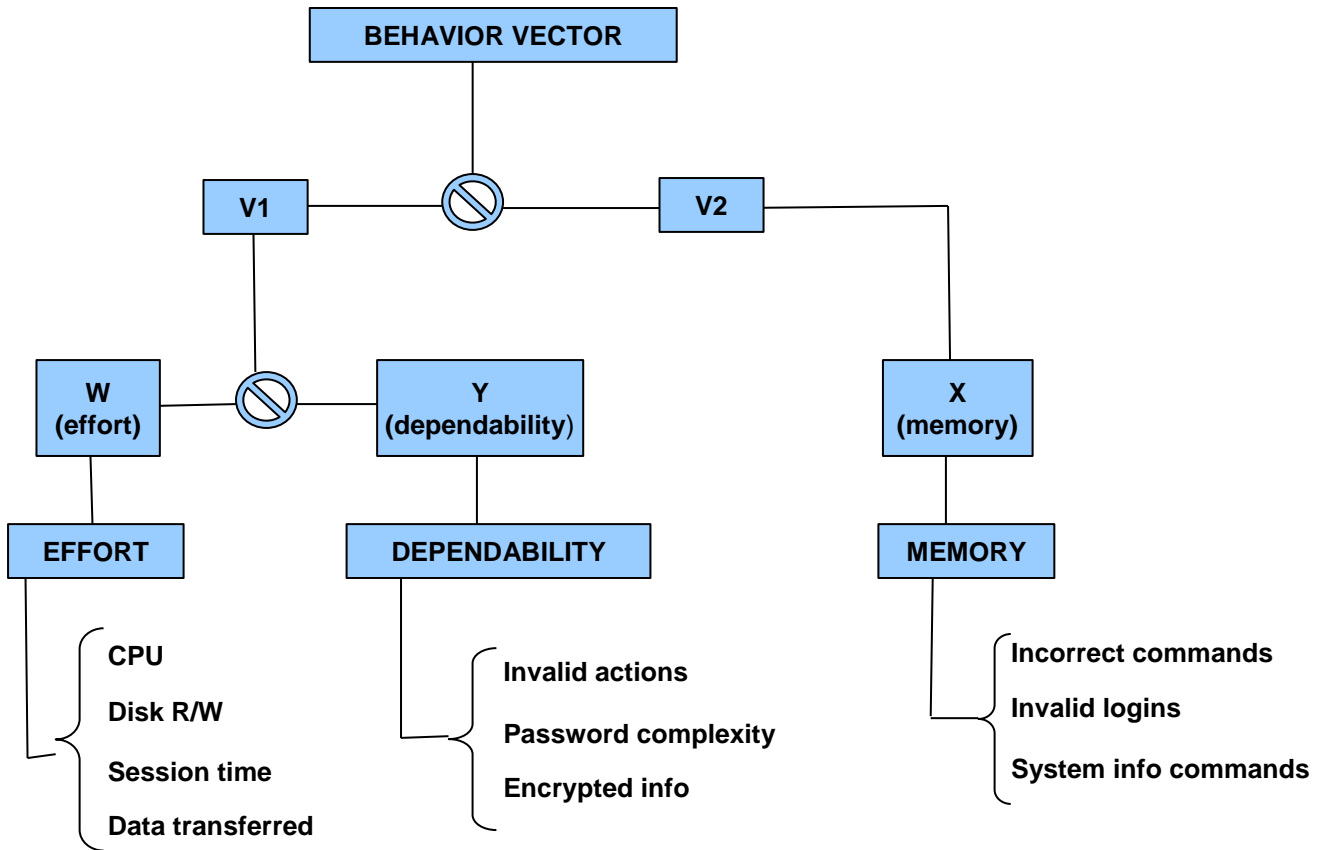 BEHAVIOR VECTOR
V1
V2
W
(effort)
Y
(dependability)
X
(memory)
EFFORT
DEPENDABILITY
MEMORY
CPU
Disk R/W
Session time
Data transferred
Invalid actions
Password complexity
Encrypted info
Incorrect commands
Invalid logins
System info commands